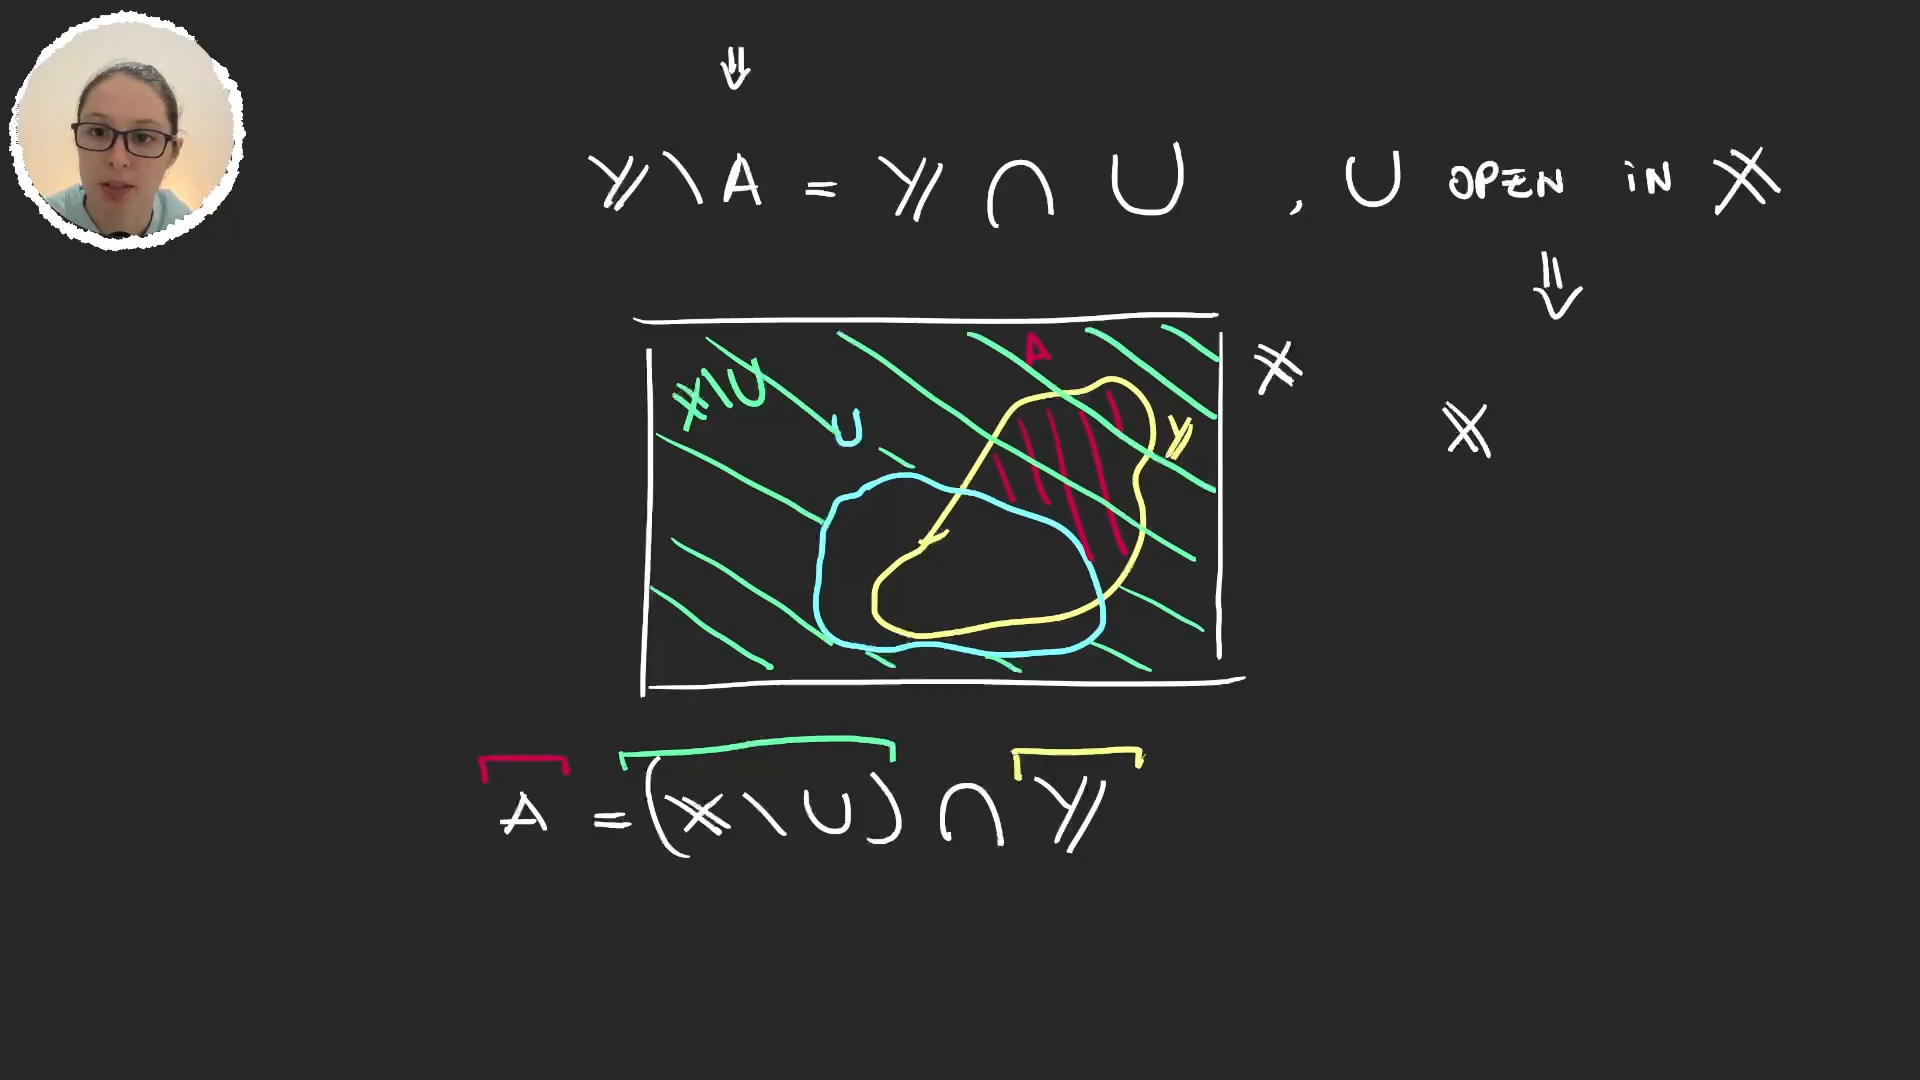 ⇓
Y \ A = Y ∩ U , U OPEN iN X
⇓
A
X\U
X
U
Y
X
A = (X \ U) ∩ Y